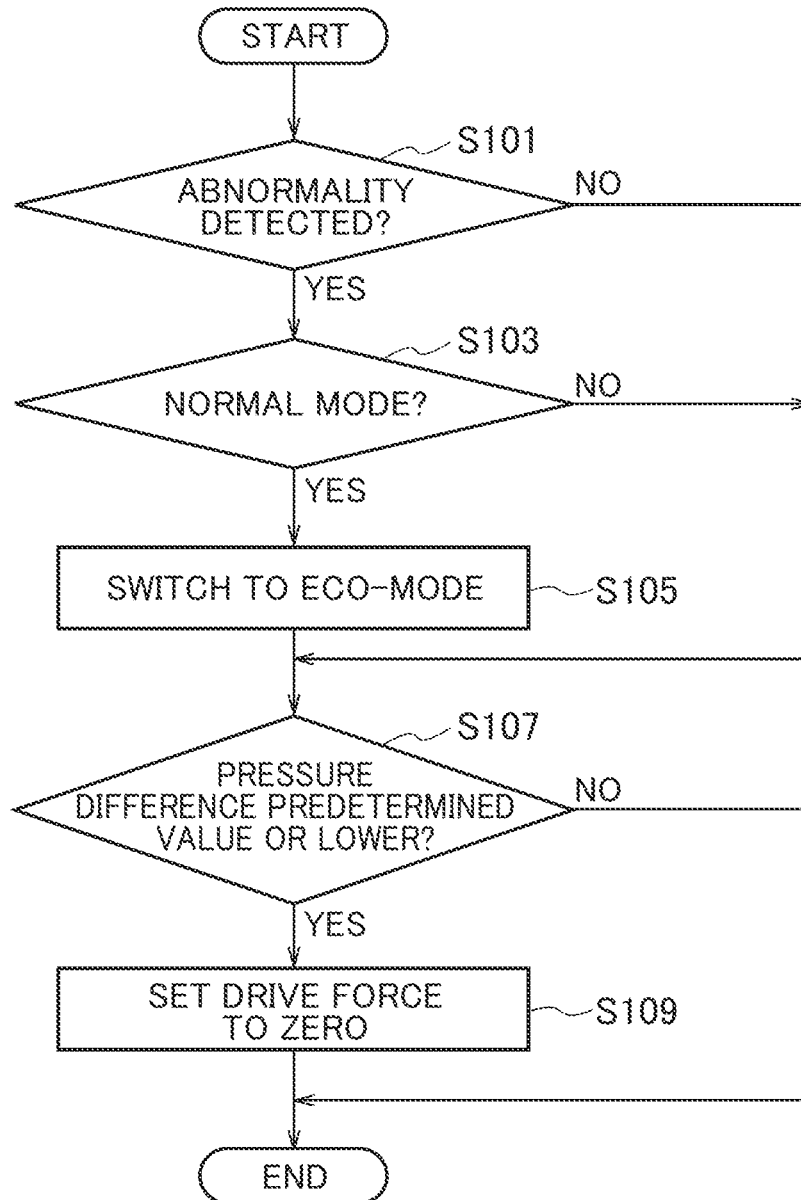 START
S101
ABNORMALITY
DETECTED?
NO
YES
S103
NORMAL MODE?
NO
YES
SWITCH TO ECO-MODE
S105
S107
PRESSURE
DIFFERENCE PREDETERMINED
VALUE OR LOWER?
NO
YES
SET DRIVE FORCE
TO ZERO
S109
END